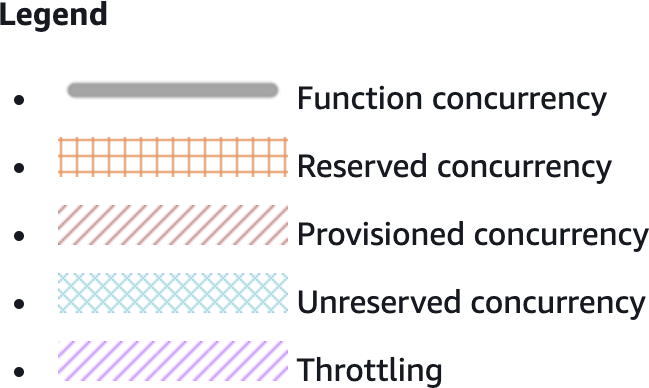 Legend
Function concurrency
Reserved concurrency
Provisioned concurrency
Unreserved concurrency
Throttling